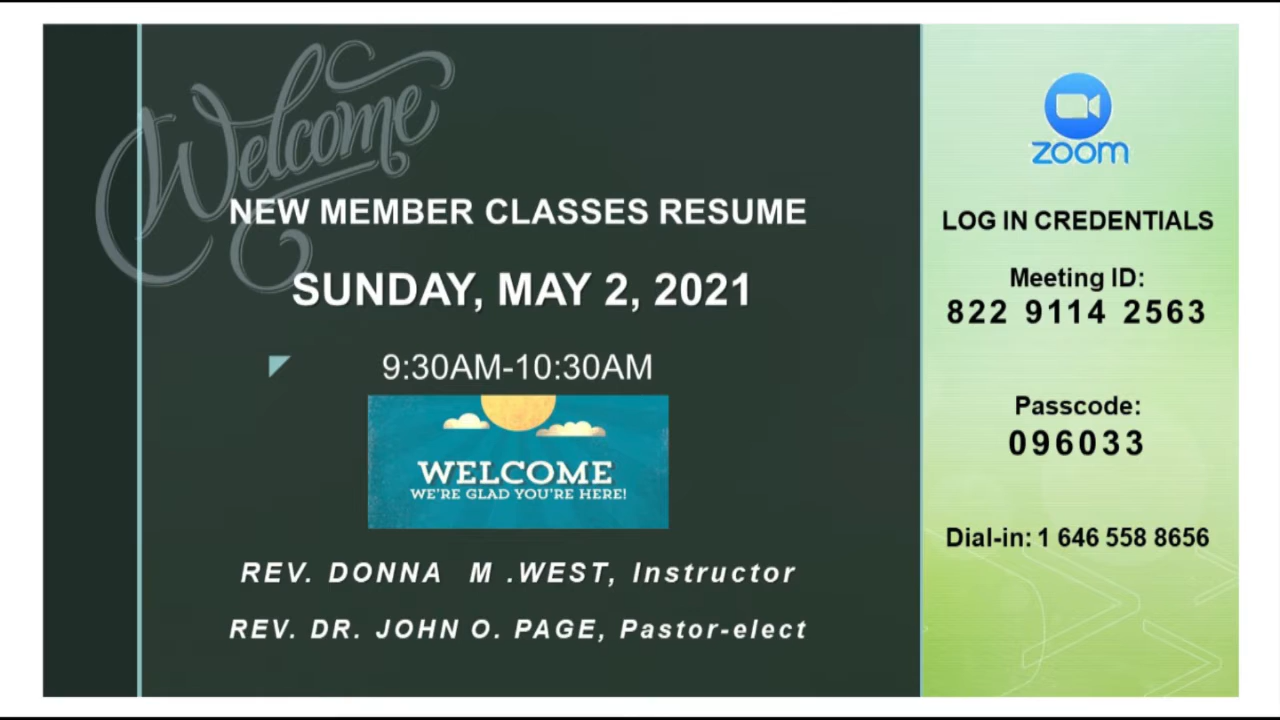 Welcome
NEW MEMBER CLASSES RESUME
SUNDAY, MAY 2, 2021
9:30AM-10:30AM
WELCOME
WE'RE GLAD YOU'RE HERE!
REV. DONNA M .WEST, Instructor
REV. DR. JOHN O. PAGE, Pastor-elect
zoom
LOG IN CREDENTIALS
Meeting ID:
822 9114 2563
Passcode:
096033
Dial-in: 1 646 558 8656